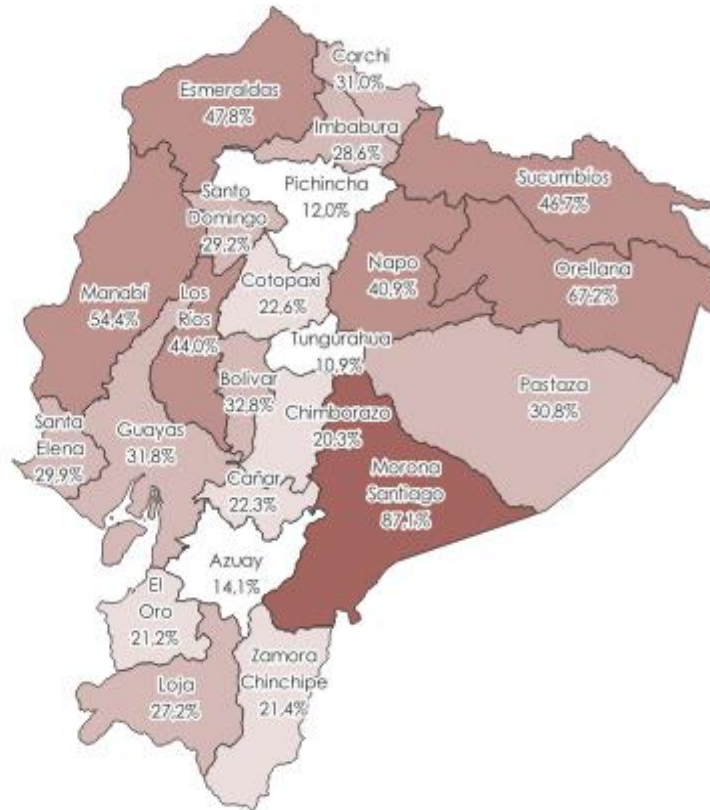 Carchi
31,0%
Esmeraldas
47,8%
Imbabura
28,6%
Sucumbíos
46,7%
Pichincha
12,0%
Santo
Domingo
29,2%
Napo
40,9%
Orellana
67,2%
Cotopaxi
22,6%
Manabí
54,4%
Los
Ríos
44,0%
Tungurahua
10,9%
Bolivar
32,8%
Pastaza
30,8%
Chimborazo
20,3%
Santa
Elena
29,9%
Guayas
31,8%
Morona
Santiago
87,1%
Cañar
22,3%
Azuay
14,1%
El
Oro
21,2%
Zamora
Chinchipe
21,4%
Loja
27,2%